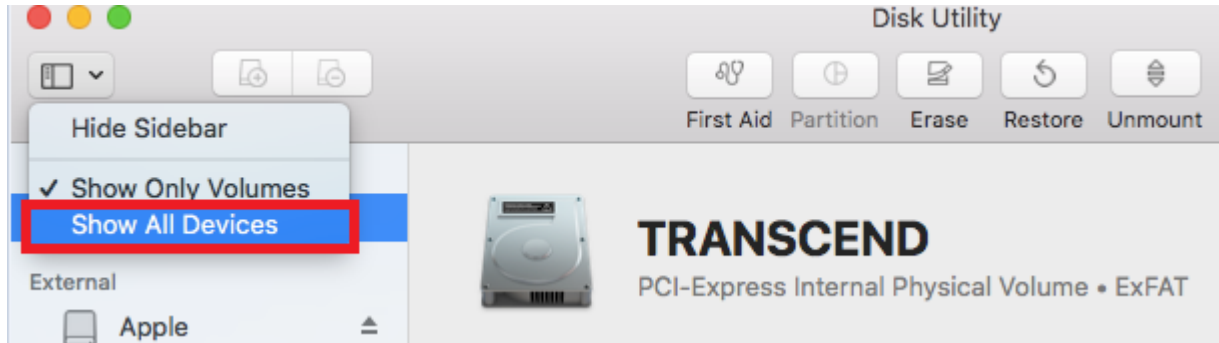 Disk Utility
First Aid Partition Erase Restore Unmount
Hide Sidebar
✓ Show Only Volumes
Show All Devices
External
Apple
TRANSCEND
PCI-Express Internal Physical Volume • ExFAT